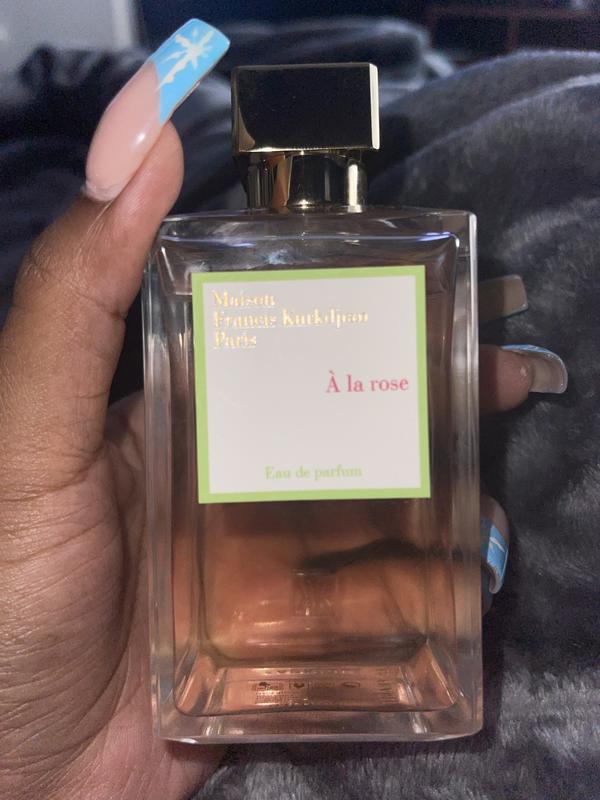 Maison
Francis Kurkdjian
Paris
À la rose
Eau de parfum